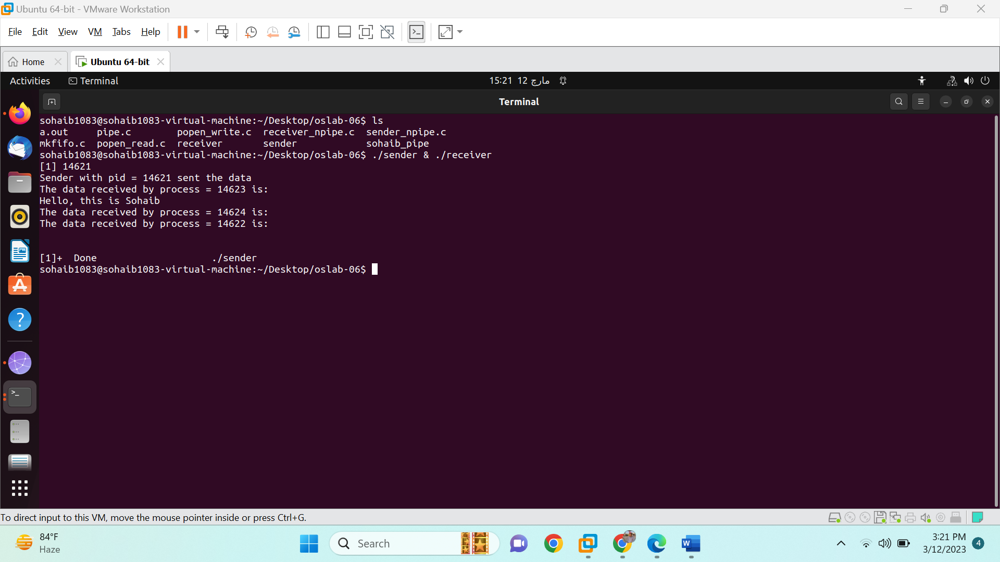 Ubuntu 64-bit - VMware Workstation
File Edit View VM Tabs Help
Home Ubuntu 64-bit
Activities Terminal 15:21 12 مارچ
Terminal
sohaib1083@sohaib1083-virtual-machine:~/Desktop/oslab-06$ ls
a.out pipe.c popen_write.c receiver_npipe.c sender_npipe.c
mkfifo.c popen_read.c receiver sender sohaib_pipe
sohaib1083@sohaib1083-virtual-machine:~/Desktop/oslab-06$ ./sender & ./receiver
[1] 14621
Sender with pid = 14621 sent the data
The data received by process = 14623 is:
Hello, this is Sohaib
The data received by process = 14624 is:
The data received by process = 14622 is:
[1]+ Done ./sender
sohaib1083@sohaib1083-virtual-machine:~/Desktop/oslab-06$
To direct input to this VM, move the mouse pointer inside or press Ctrl+G.
84°F
Haze
Search
3:21 PM
3/12/2023
4